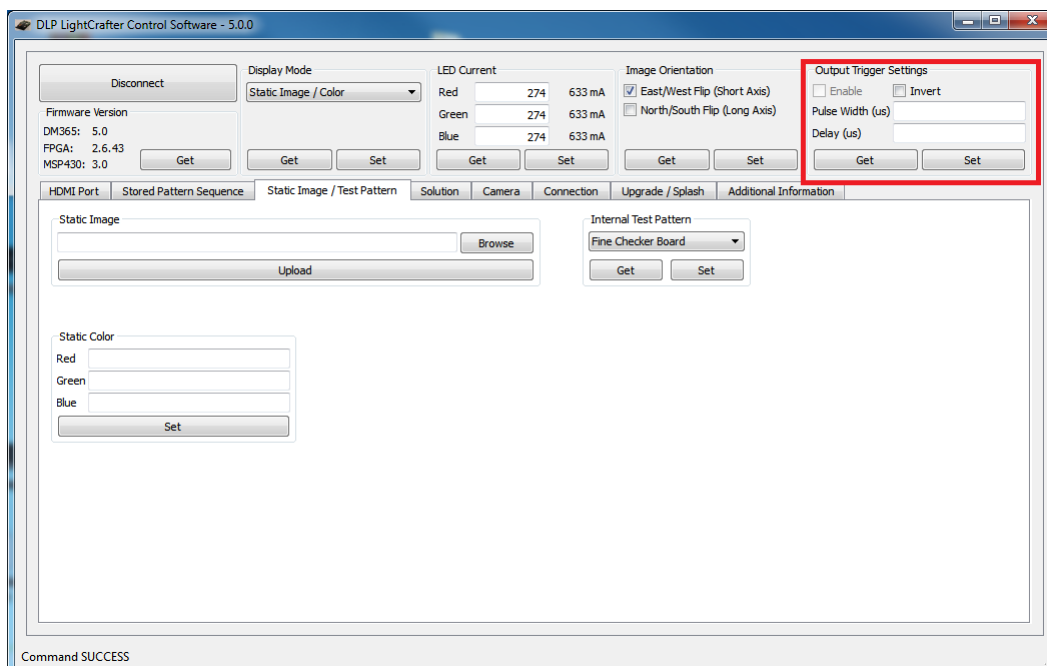 DLP LightCrafter Control Software - 5.0.0
Disconnect
Firmware Version
DM365: 5.0
FPGA: 2.6.43
MSP430: 3.0
Get
Display Mode
Static Image / Color
Get Set
LED Current
Red 274 633 mA
Green 274 633 mA
Blue 274 633 mA
Get Set
Image Orientation
East/West Flip (Short Axis)
North/South Flip (Long Axis)
Get Set
Output Trigger Settings
Enable Invert
Pulse Width (us)
Delay (us)
Get Set
HDMI Port Stored Pattern Sequence Static Image / Test Pattern Solution Camera Connection Upgrade / Splash Additional Information
Static Image
Browse
Upload
Internal Test Pattern
Fine Checker Board
Get Set
Static Color
Red
Green
Blue
Set
Command SUCCESS